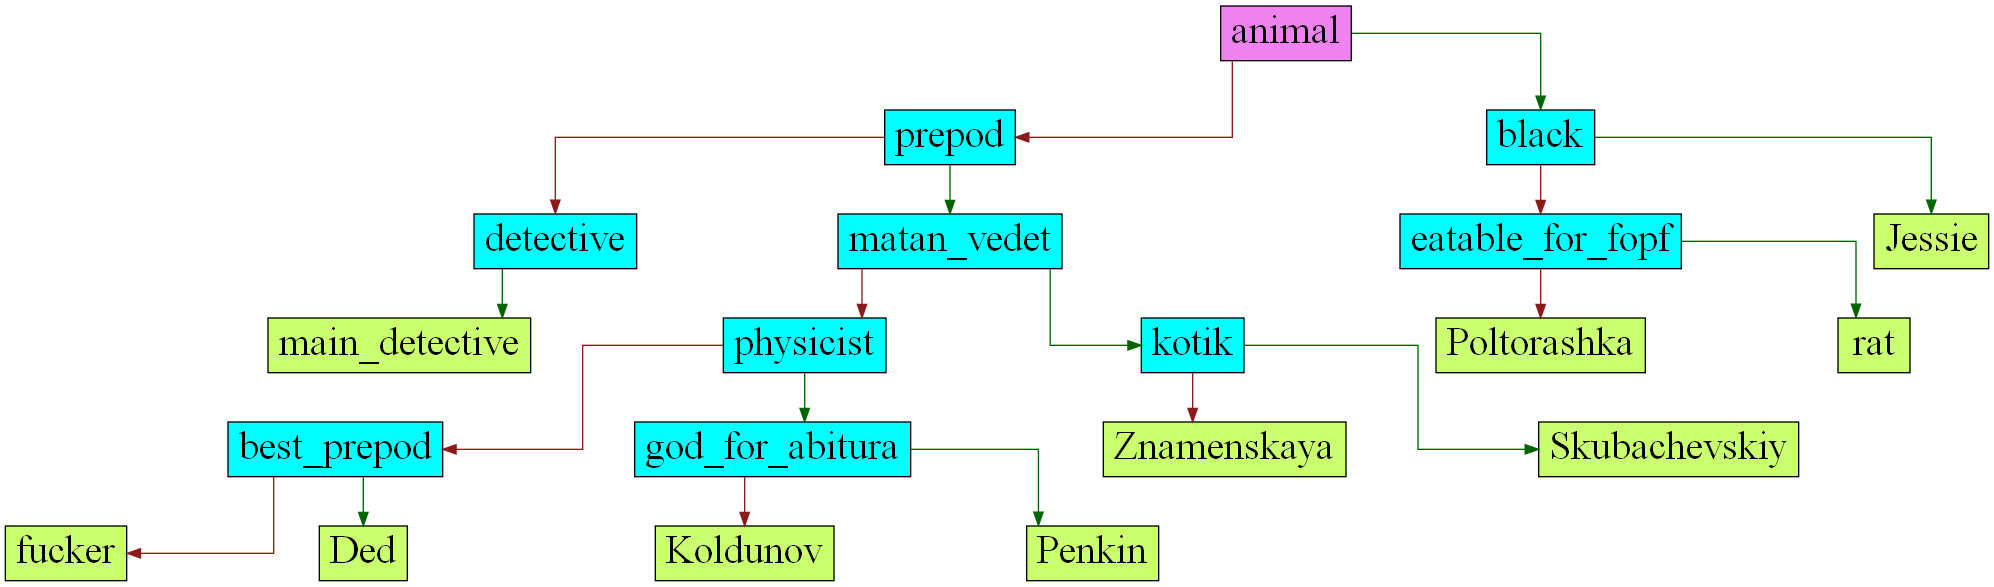 animal
prepod
black
detective
matan_vedet
eatable_for_fopf
Jessie
main_detective
physicist
kotik
Poltorashka
rat
best_prepod
god_for_abitura
Znamenskaya
Skubachevskiy
fucker
Ded
Koldunov
Penkin